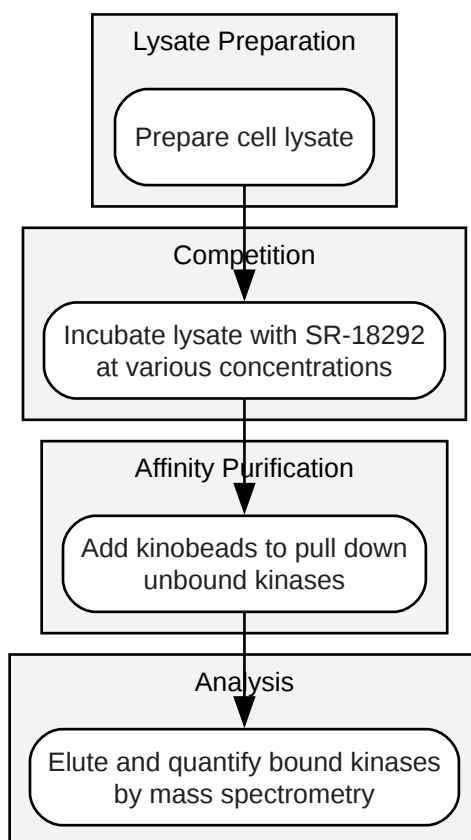 Lysate Preparation
Prepare cell lysate
Competition
Incubate lysate with SR-18292
at various concentrations
Affinity Purification
Add kinobeads to pull down
unbound kinases
Analysis
Elute and quantify bound kinases
by mass spectrometry